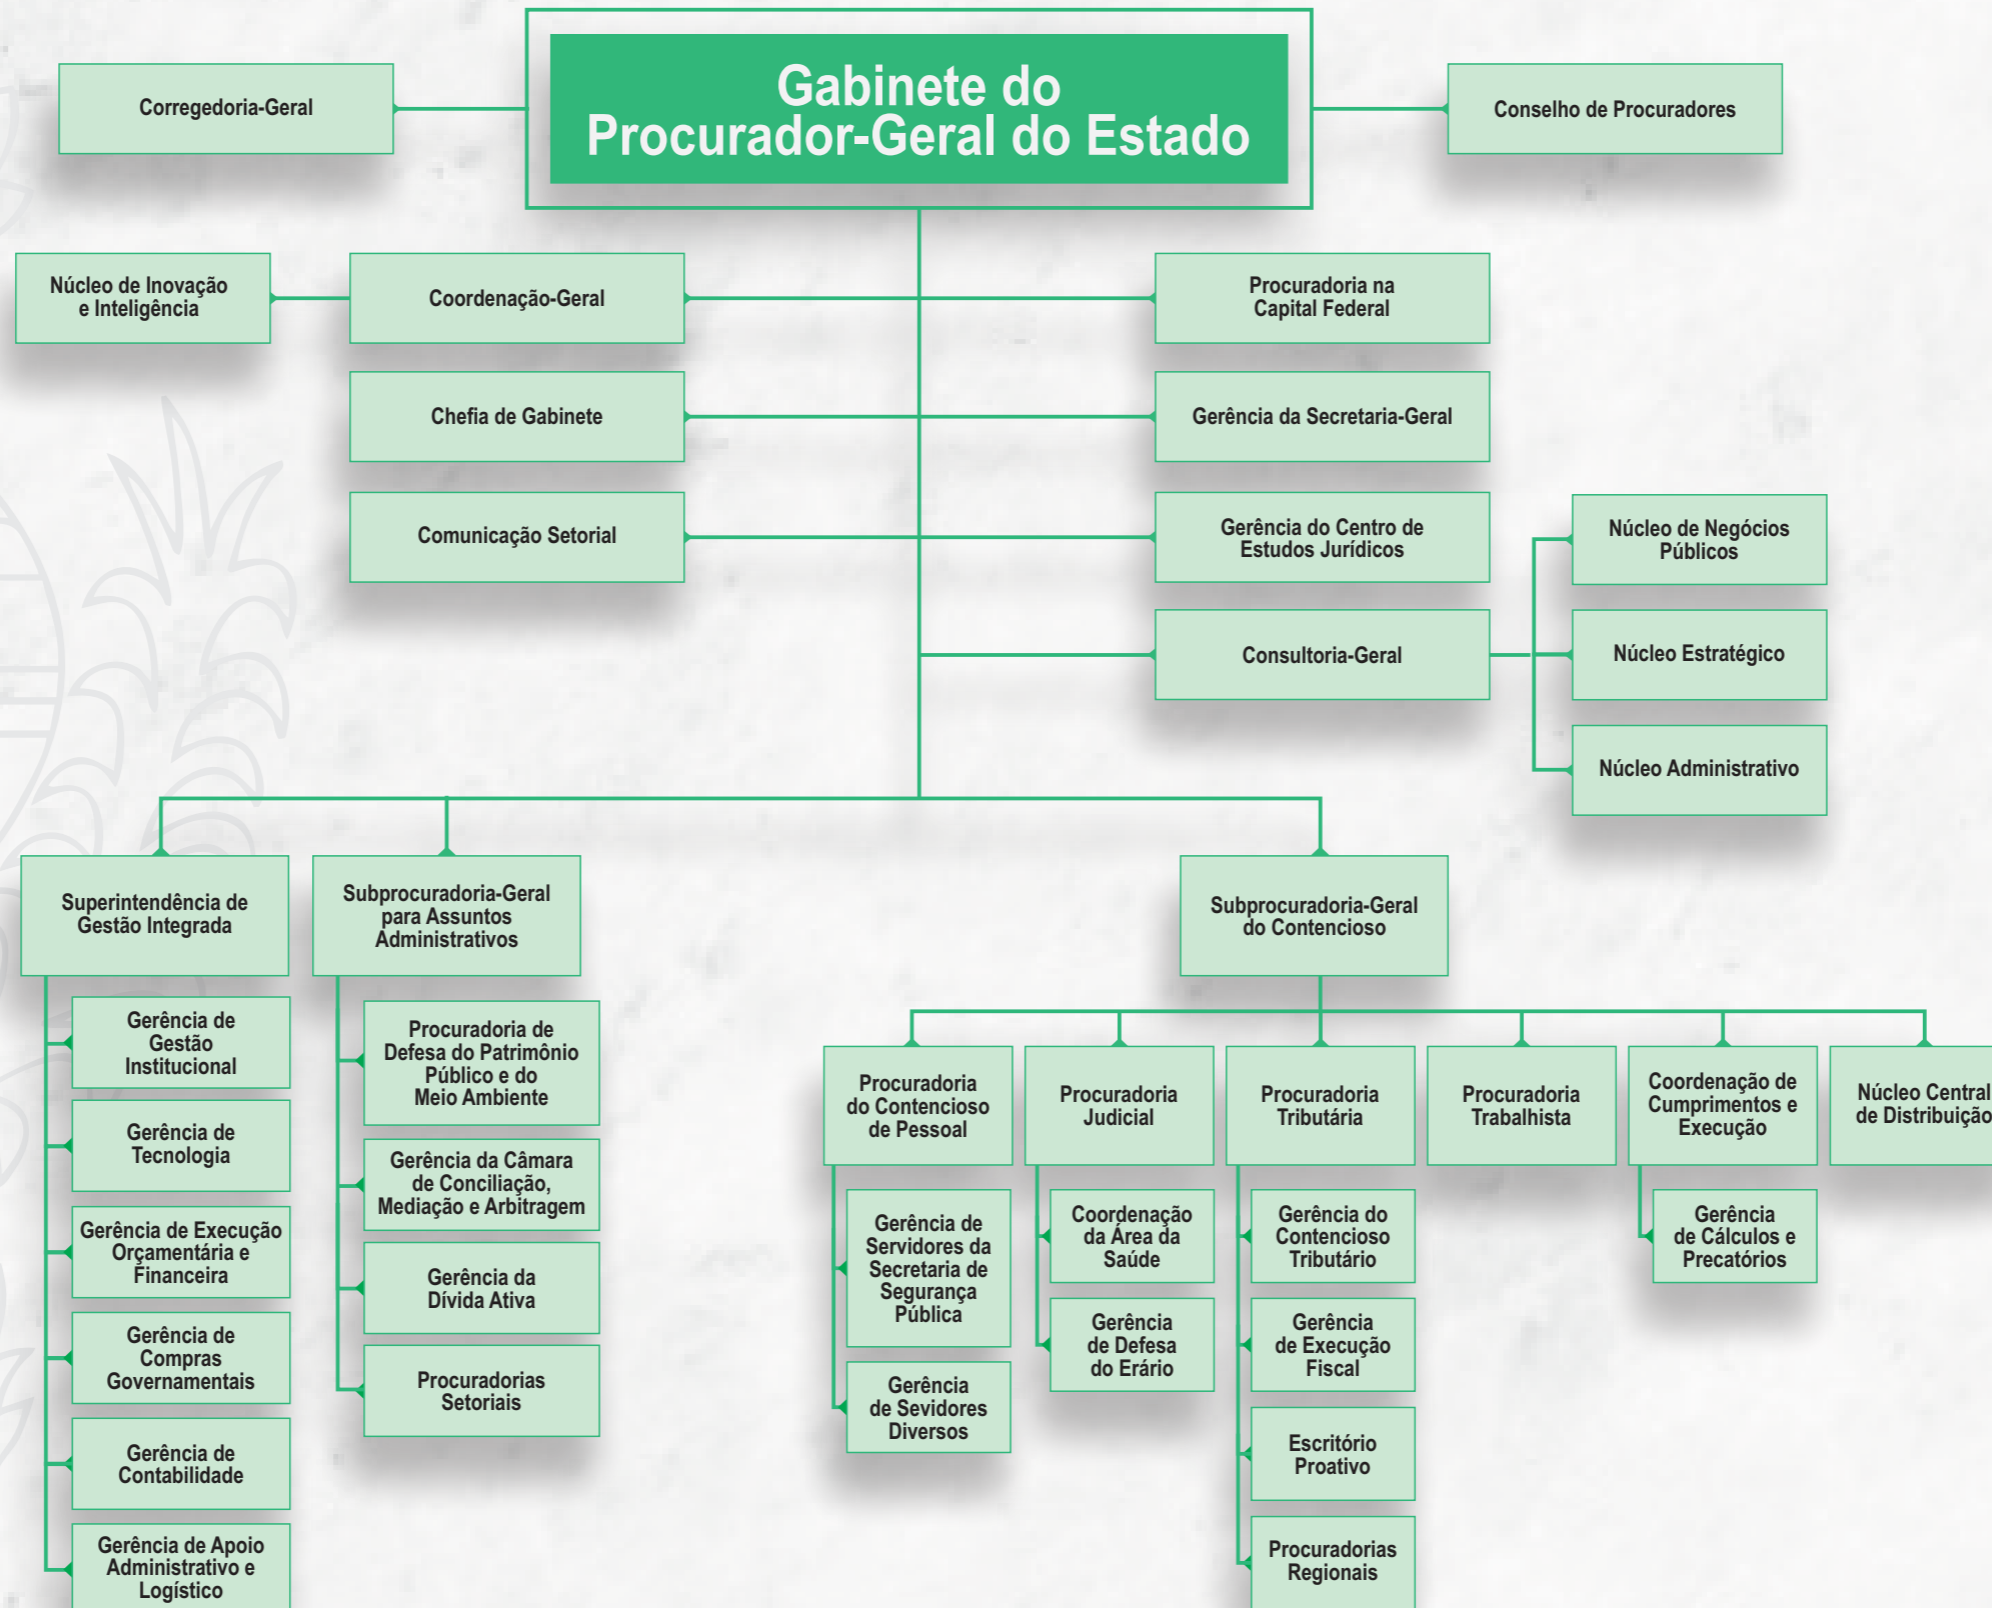 Gabinete do
Procurador-Geral do Estado
Corregedoria-Geral
Conselho de Procuradores
Núcleo de Inovação
e Inteligência
Coordenação-Geral
Procuradoria na
Capital Federal
Chefia de Gabinete
Gerência da Secretaria-Geral
Comunicação Setorial
Gerência do Centro de
Estudos Jurídicos
Consultoria-Geral
Núcleo de Negócios
Públicos
Núcleo Estratégico
Núcleo Administrativo
Superintendência de
Gestão Integrada
Gerência de
Gestão
Institucional
Gerência de
Tecnologia
Gerência de Execução
Orçamentária e
Financeira
Gerência de
Compras
Governamentais
Gerência de
Contabilidade
Gerência de Apoio
Administrativo e
Logístico
Subprocuradoria-Geral
para Assuntos
Administrativos
Procuradoria de
Defesa do Patrimônio
Público e do
Meio Ambiente
Gerência da Câmara
de Conciliação,
Mediação e Arbitragem
Gerência da
Dívida Ativa
Procuradorias
Setoriais
Subprocuradoria-Geral
do Contencioso
Procuradoria
do Contencioso
de Pessoal
Gerência de
Servidores da
Secretaria de
Segurança
Pública
Gerência
de Sevidores
Diversos
Procuradoria
Judicial
Coordenação
da Área da
Saúde
Gerência
de Defesa
do Erário
Procuradoria
Tributária
Gerência do
Contencioso
Tributário
Gerência
de Execução
Fiscal
Escritório
Proativo
Procuradorias
Regionais
Procuradoria
Trabalhista
Coordenação de
Cumprimentos e
Execução
Gerência
de Cálculos e
Precatórios
Núcleo Central
de Distribuição